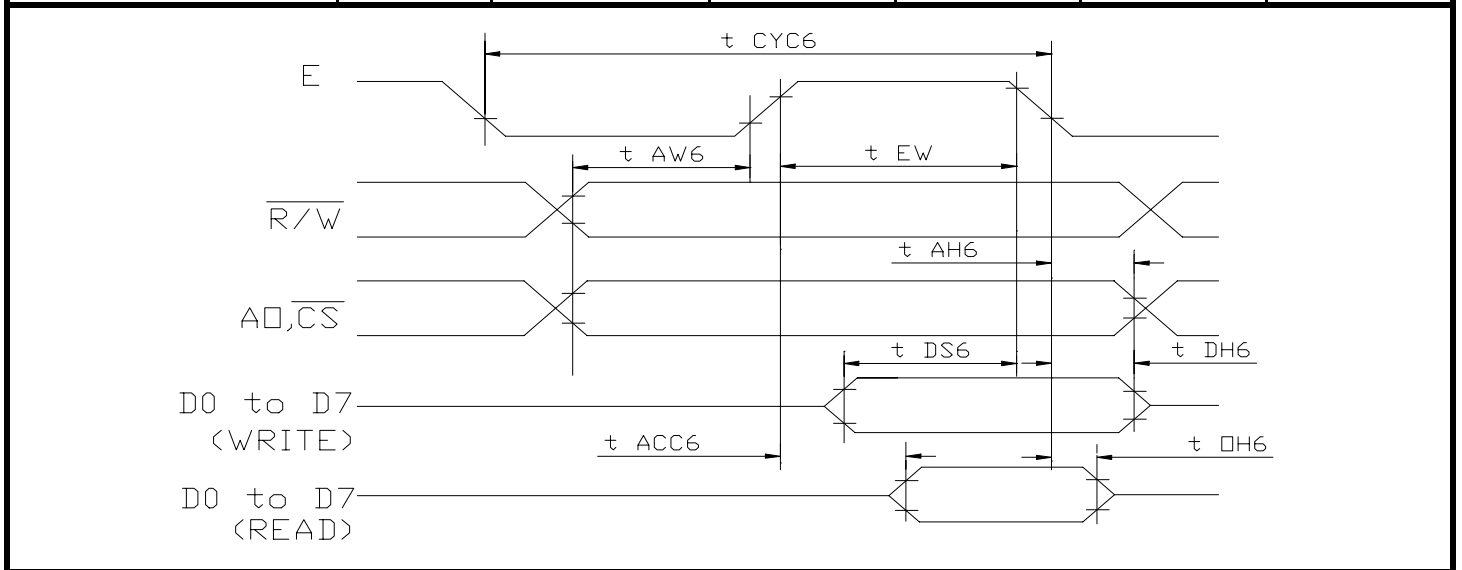 t CYC6
E
t AW6
t EW
R/W
t AH6
A0,CS
t DS6
t DH6
D0 to D7
(WRITE)
t ACC6
t OH6
D0 to D7
(READ)